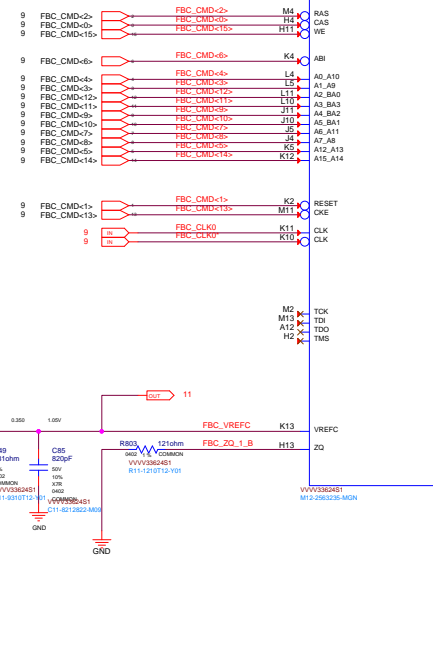 9 FBC_CMD<2> FBC_CMD<2> M4 RAS
9 FBC_CMD<0> FBC_CMD<0> H4 CAS
9 FBC_CMD<15> FBC_CMD<15> H11 WE
9 FBC_CMD<6> FBC_CMD<6> K4 ABI
9 FBC_CMD<4> FBC_CMD<4> L4 A0_A10
9 FBC_CMD<3> FBC_CMD<3> L5 A1_A9
9 FBC_CMD<12> FBC_CMD<12> L11 A2_BA0
9 FBC_CMD<11> FBC_CMD<11> L10 A3_BA3
9 FBC_CMD<9> FBC_CMD<9> J11 A4_BA2
9 FBC_CMD<10> FBC_CMD<10> J10 A5_BA1
9 FBC_CMD<7> FBC_CMD<7> J5 A6_A11
9 FBC_CMD<8> FBC_CMD<8> J4 A7_A8
9 FBC_CMD<5> FBC_CMD<5> K5 A12_A13
9 FBC_CMD<14> FBC_CMD<14> K12 A15_A14
9 FBC_CMD<1> FBC_CMD<1> K2 RESET
9 FBC_CMD<13> FBC_CMD<13> M11 CKE
9 IN FBC_CLK0 K11 CLK
9 IN FBC_CLK0* K10 CLK
M2 TCK
M13 TDI
A12 TDO
H2 TMS
OUT 11
0.350 1.05V
FBC_VREFC K13 VREFC
R803 121ohm FBC_ZQ_1_B H13 ZQ
0402 1% COMMON
VVVV33624S1
R11-1210T12-Y01
C85
820pF
50V
10%
X7R
0402
COMMON
VVVV33624S1
C11-8212822-M09
GND
GND
VVVV33624S1
M12-2563235-MGN